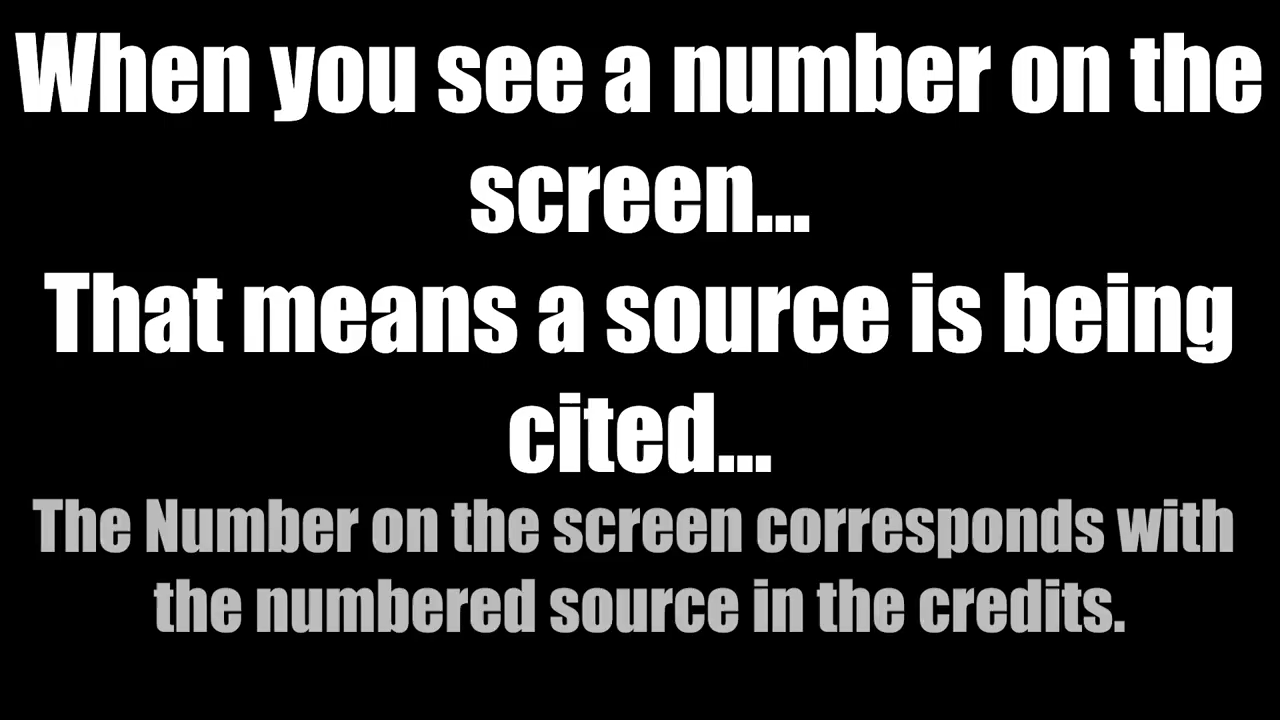 When you see a number on the
screen...
That means a source is being
cited...
The Number on the screen corresponds with
the numbered source in the credits.